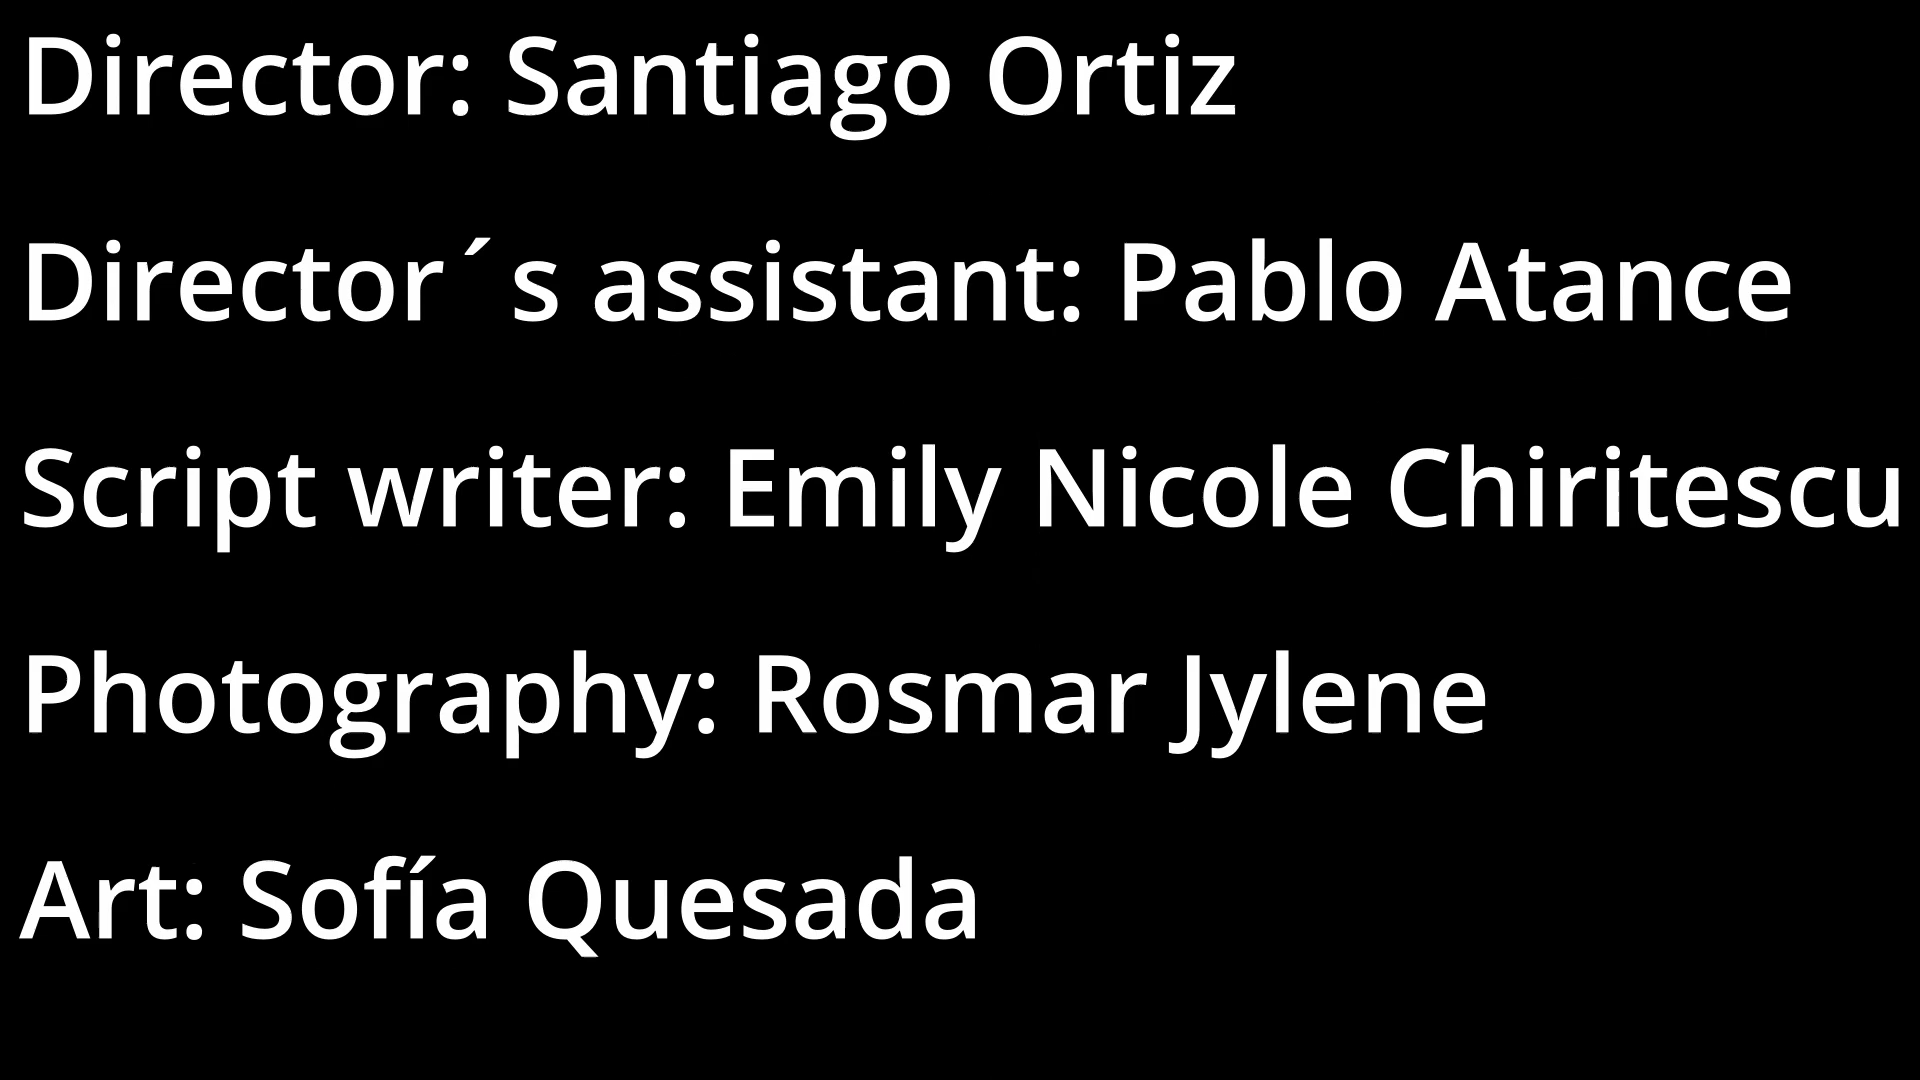 Director: Santiago Ortiz
Director´s assistant: Pablo Atance
Script writer: Emily Nicole Chiritescu
Photography: Rosmar Jylene
Art: Sofía Quesada